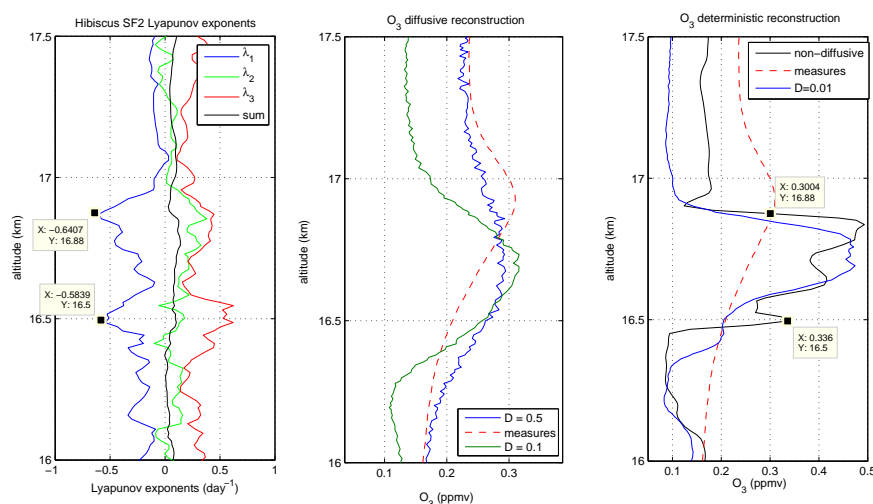 Hibiscus SF2 Lyapunov exponents
17.5
17
16.5
16
altitude (km)
−1
−0.5
0
0.5
1
Lyapunov exponents (day−1)
λ1
λ2
λ3
sum
X: −0.6407
Y: 16.88
X: −0.5839
Y: 16.5
O3 diffusive reconstruction
17.5
17
16.5
16
altitude (km)
0.1
0.2
0.3
O3 (ppmv)
D = 0.5
measures
D = 0.1
O3 deterministic reconstruction
17.5
17
16.5
16
altitude (km)
0.1
0.2
0.3
0.4
0.5
O3 (ppmv)
non−diffusive
measures
D=0.01
X: 0.3004
Y: 16.88
X: 0.336
Y: 16.5